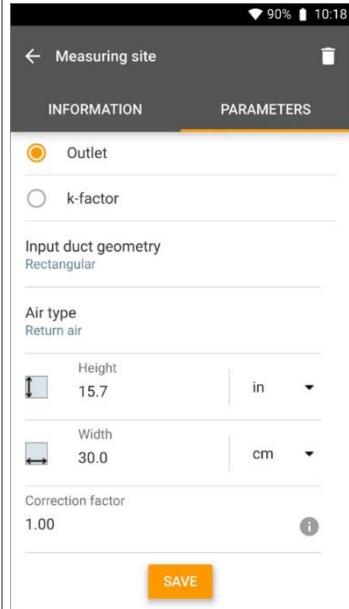 90% 10:18
Measuring site
INFORMATION PARAMETERS
Outlet
k-factor
Input duct geometry
Rectangular
Air type
Return air
Height
15.7 in
Width
30.0 cm
Correction factor
1.00
SAVE